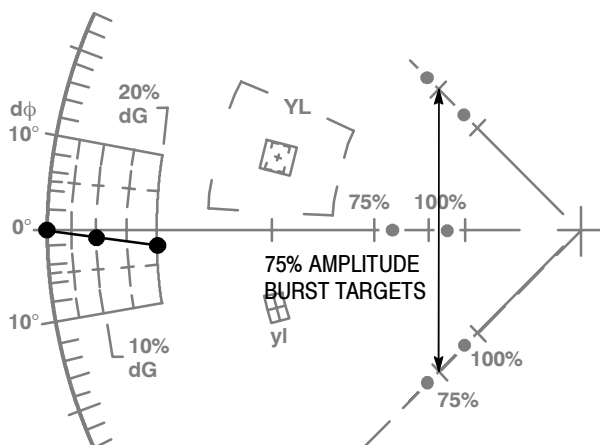 20%
dG
YL
dϕ
10°
75%
100%
0°
75% AMPLITUDE
BURST TARGETS
10°
yl
10%
dG
100%
75%